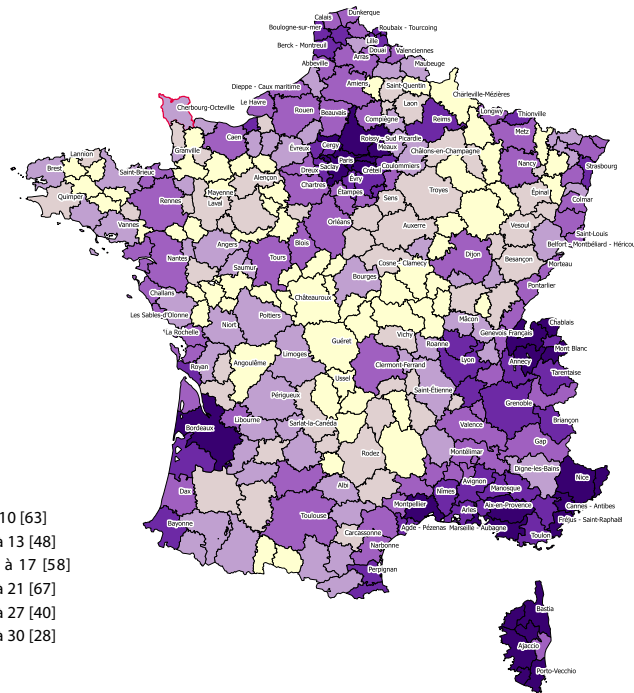 Calais
Dunkerque
Boulogne-sur-mer
Roubaix - Tourcoing
Lille
Berck - Montreuil
Douai
Valenciennes
Arras
Abbeville
Maubeuge
Dieppe - Caux maritime
Amiens
Saint-Quentin
Charleville-Mézières
Cherbourg-Octeville
Le Havre
Rouen
Beauvais
Laon
Compiègne
Longwy
Thionville
Caen
Cergy
Roissy - Sud Picardie
Reims
Metz
Granville
Évreux
Meaux
Châlons-en-Champagne
Paris
Lannion
Dreux
Saclay
Créteil
Coulommiers
Nancy
Strasbourg
Brest
Saint-Brieuc
Alençon
Évry
Chartres
Étampes
Mayenne
Troyes
Épinal
Quimper
Rennes
Laval
Sens
Colmar
Vannes
Orléans
Auxerre
Vesoul
Saint-Louis
Angers
Blois
Belfort - Montbéliard - Héricou
Nantes
Saumur
Tours
Cosne - Clamecy
Dijon
Besançon
Morteau
Bourges
Pontarlier
Challans
Châteauroux
Les Sables-d'Olonne
Niort
Poitiers
Mâcon
La Rochelle
Genevois Français
Chablais
Vichy
Roanne
Guéret
Mont Blanc
Royan
Angoulême
Limoges
Clermont-Ferrand
Lyon
Annecy
Ussel
Tarentaise
Saint-Étienne
Périgueux
Grenoble
Libourne
Sarlat-la-Canéda
Valence
Briançon
Bordeaux
Gap
Rodez
Montélimar
Digne-les-Bains
Albi
Avignon
Nice
Dax
Nîmes
Manosque
Toulouse
Montpellier
Arles
Aix-en-Provence
Cannes - Antibes
Bayonne
Fréjus - Saint-Raphaël
Agde - Pézenas
Marseille - Aubagne
Carcassonne
Toulon
Narbonne
Perpignan
10 [63]
à 13 [48]
à 17 [58]
à 21 [67]
à 27 [40]
à 30 [28]
Bastia
Ajaccio
Porto-Vecchio